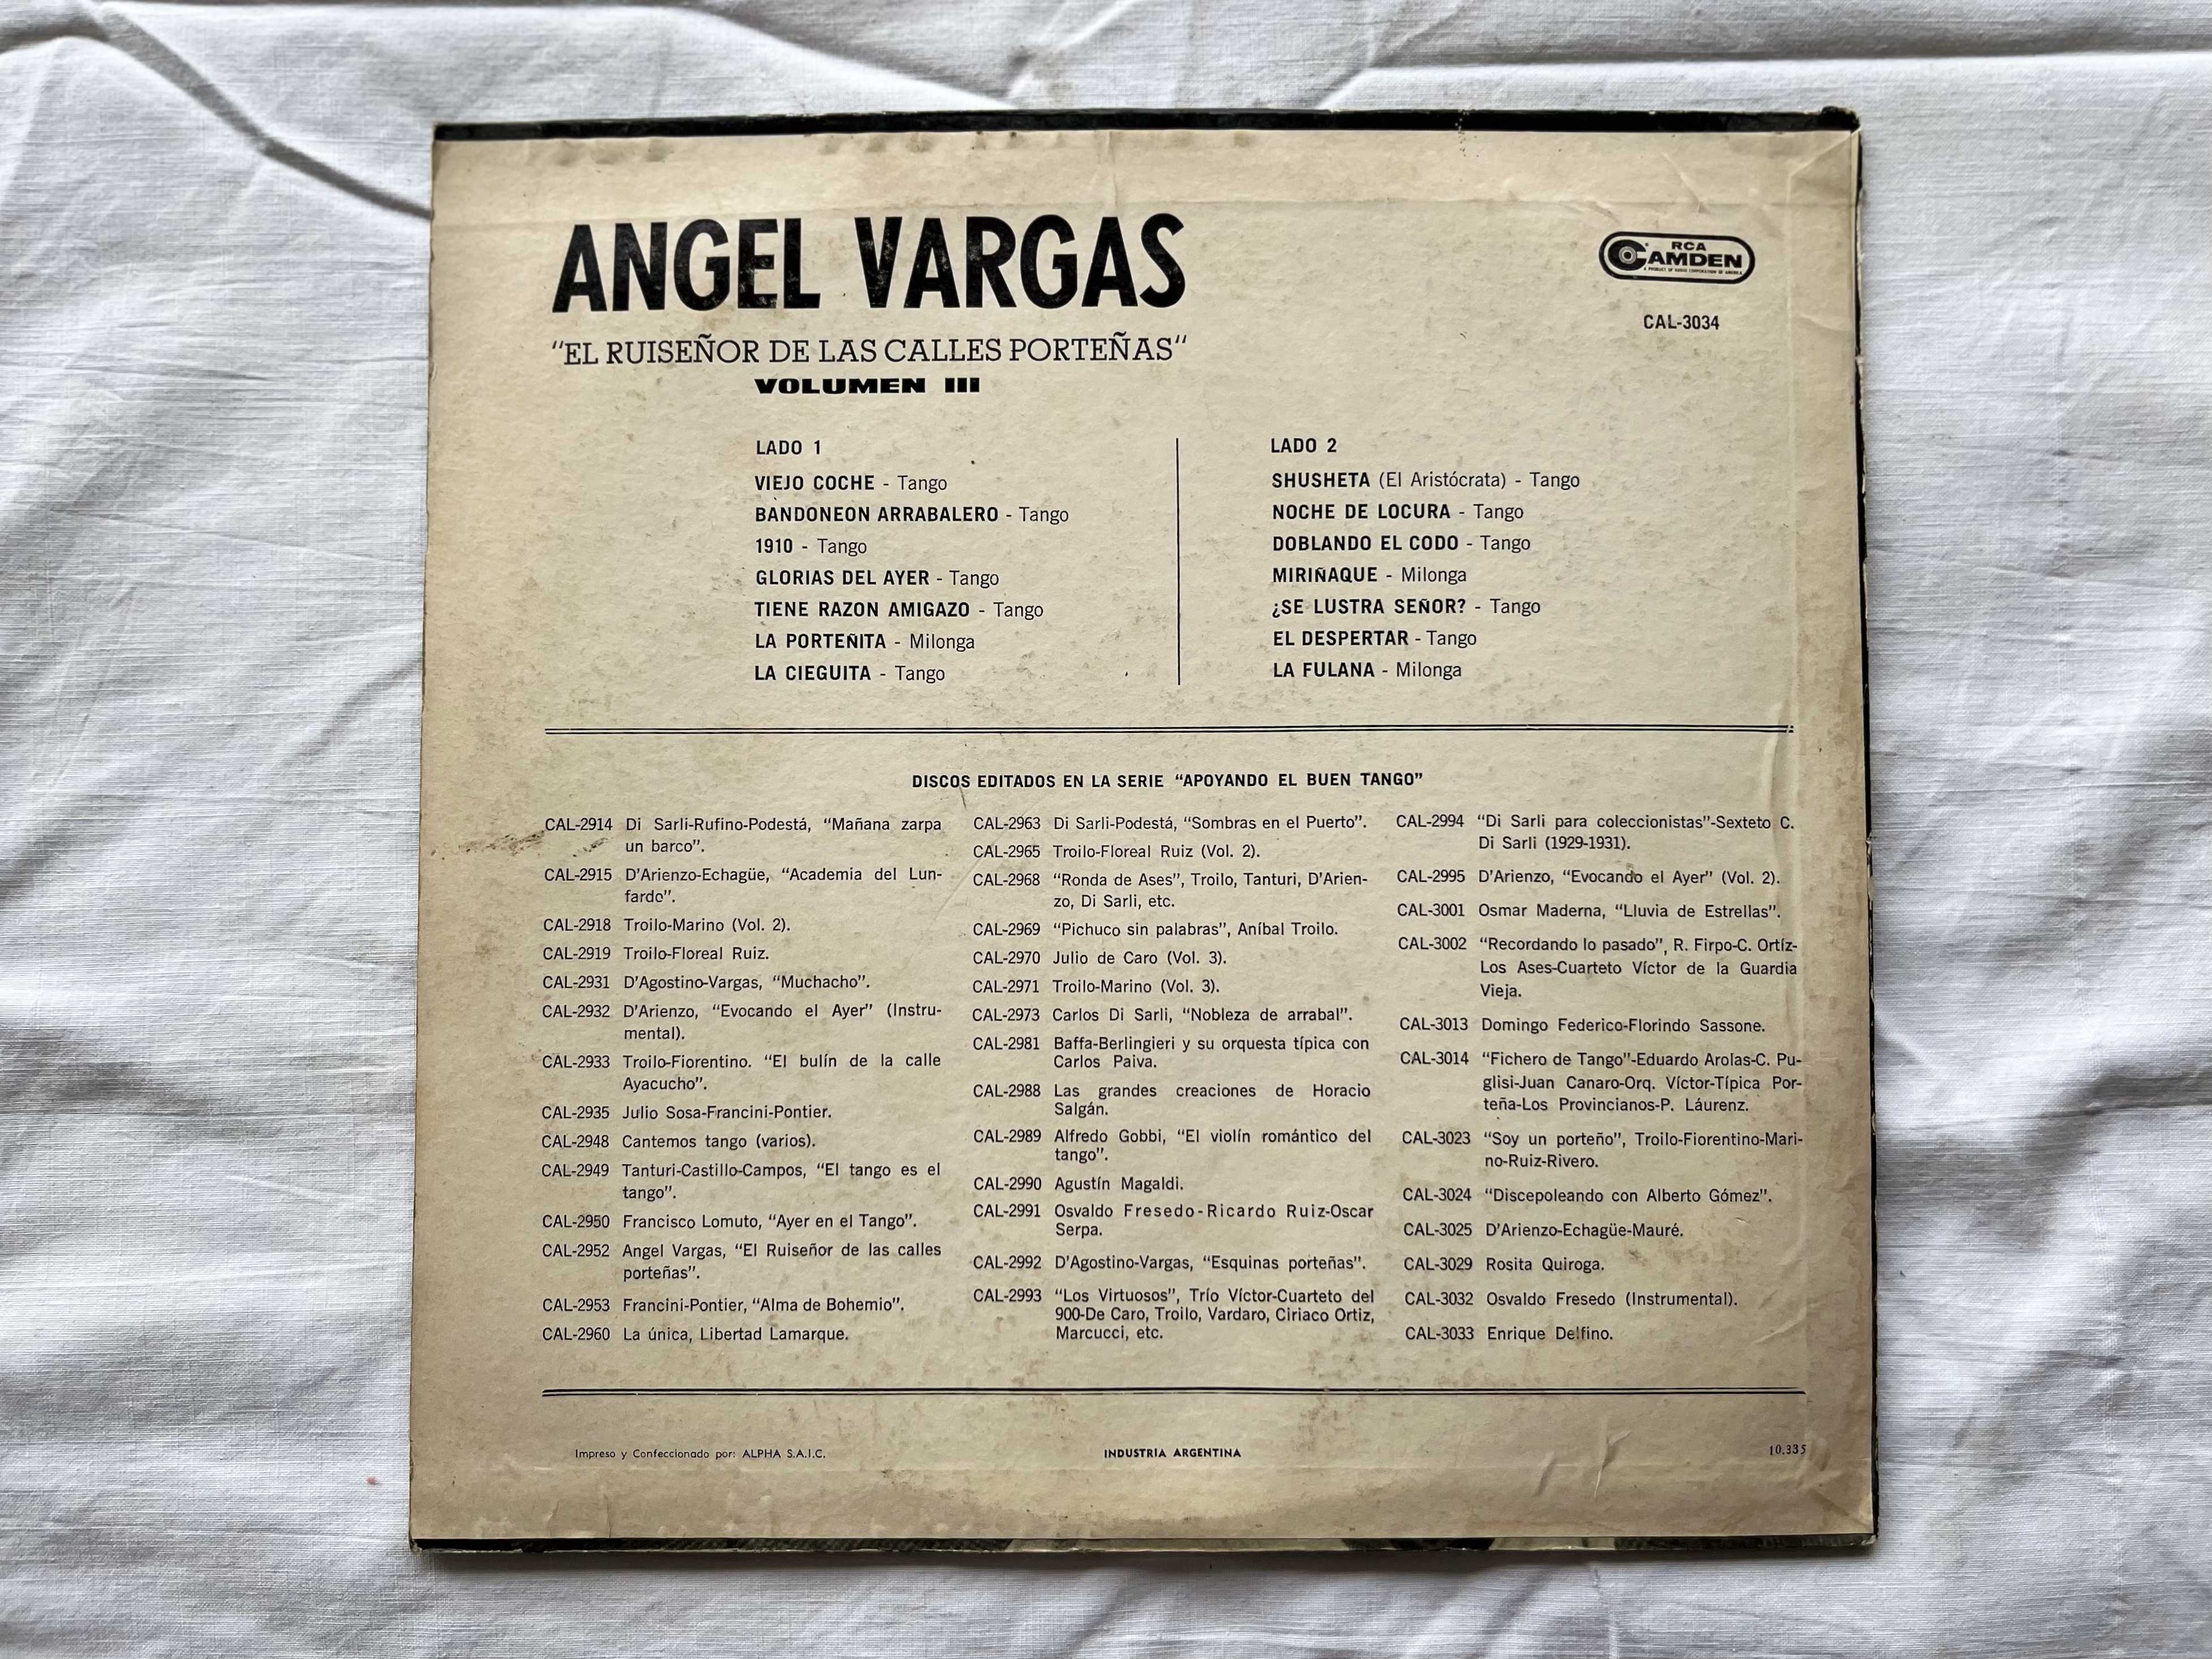 ANGEL VARGAS
"EL RUISEÑOR DE LAS CALLES PORTEÑAS"
VOLUMEN III
RCA
CAMDEN
A PRODUCT OF RADIO CORPORATION OF AMERICA
CAL-3034
LADO 1
VIEJO COCHE - Tango
BANDONEON ARRABALERO - Tango
1910 - Tango
GLORIAS DEL AYER - Tango
TIENE RAZON AMIGAZO - Tango
LA PORTEÑITA - Milonga
LA CIEGUITA - Tango
LADO 2
SHUSHETA (El Aristócrata) - Tango
NOCHE DE LOCURA - Tango
DOBLANDO EL CODO - Tango
MIRIÑAQUE - Milonga
¿SE LUSTRA SEÑOR? - Tango
EL DESPERTAR - Tango
LA FULANA - Milonga
DISCOS EDITADOS EN LA SERIE "APOYANDO EL BUEN TANGO"
CAL-2914 Di Sarli-Rufino-Podestá, "Mañana zarpa
un barco".
CAL-2915 D'Arienzo-Echagüe, "Academia del Lun-
fardo".
CAL-2918 Troilo-Marino (Vol. 2).
CAL-2919 Troilo-Floreal Ruiz.
CAL-2931 D'Agostino-Vargas, "Muchacho".
CAL-2932 D'Arienzo, "Evocando el Ayer" (Instru-
mental).
CAL-2933 Troilo-Fiorentino. "El bulín de la calle
Ayacucho".
CAL-2935 Julio Sosa-Francini-Pontier.
CAL-2948 Cantemos tango (varios).
CAL-2949 Tanturi-Castillo-Campos, "El tango es el
tango".
CAL-2950 Francisco Lomuto, "Ayer en el Tango".
CAL-2952 Angel Vargas, "El Ruiseñor de las calles
porteñas".
CAL-2953 Francini-Pontier, "Alma de Bohemio".
CAL-2960 La única, Libertad Lamarque.
CAL-2963 Di Sarli-Podestá, "Sombras en el Puerto".
CAL-2965 Troilo-Floreal Ruiz (Vol. 2).
CAL-2968 "Ronda de Ases", Troilo, Tanturi, D'Arien-
zo, Di Sarli, etc.
CAL-2969 "Pichuco sin palabras", Aníbal Troilo.
CAL-2970 Julio de Caro (Vol. 3).
CAL-2971 Troilo-Marino (Vol. 3).
CAL-2973 Carlos Di Sarli, "Nobleza de arrabal".
CAL-2981 Baffa-Berlingieri y su orquesta típica con
Carlos Paiva.
CAL-2988 Las grandes creaciones de Horacio
Salgán.
CAL-2989 Alfredo Gobbi, "El violín romántico del
tango".
CAL-2990 Agustín Magaldi.
CAL-2991 Osvaldo Fresedo-Ricardo Ruiz-Oscar
Serpa.
CAL-2992 D'Agostino-Vargas, "Esquinas porteñas".
CAL-2993 "Los Virtuosos", Trío Víctor-Cuarteto del
900-De Caro, Troilo, Vardaro, Ciriaco Ortiz,
Marcucci, etc.
CAL-2994 "Di Sarli para coleccionistas"-Sexteto C.
Di Sarli (1929-1931).
CAL-2995 D'Arienzo, "Evocando el Ayer" (Vol. 2).
CAL-3001 Osmar Maderna, "Lluvia de Estrellas".
CAL-3002 "Recordando lo pasado", R. Firpo-C. Ortíz-
Los Ases-Cuarteto Víctor de la Guardia
Vieja.
CAL-3013 Domingo Federico-Florindo Sassone.
CAL-3014 "Fichero de Tango"-Eduardo Arolas-C. Pu-
glisi-Juan Canaro-Orq. Víctor-Típica Por-
teña-Los Provincianos-P. Láurenz.
CAL-3023 "Soy un porteño", Troilo-Fiorentino-Mari-
no-Ruiz-Rivero.
CAL-3024 "Discepoleando con Alberto Gómez".
CAL-3025 D'Arienzo-Echagüe-Mauré.
CAL-3029 Rosita Quiroga.
CAL-3032 Osvaldo Fresedo (Instrumental).
CAL-3033 Enrique Delfino.
Impreso y Confeccionado por: ALPHA S.A.I.C.
INDUSTRIA ARGENTINA
10.335